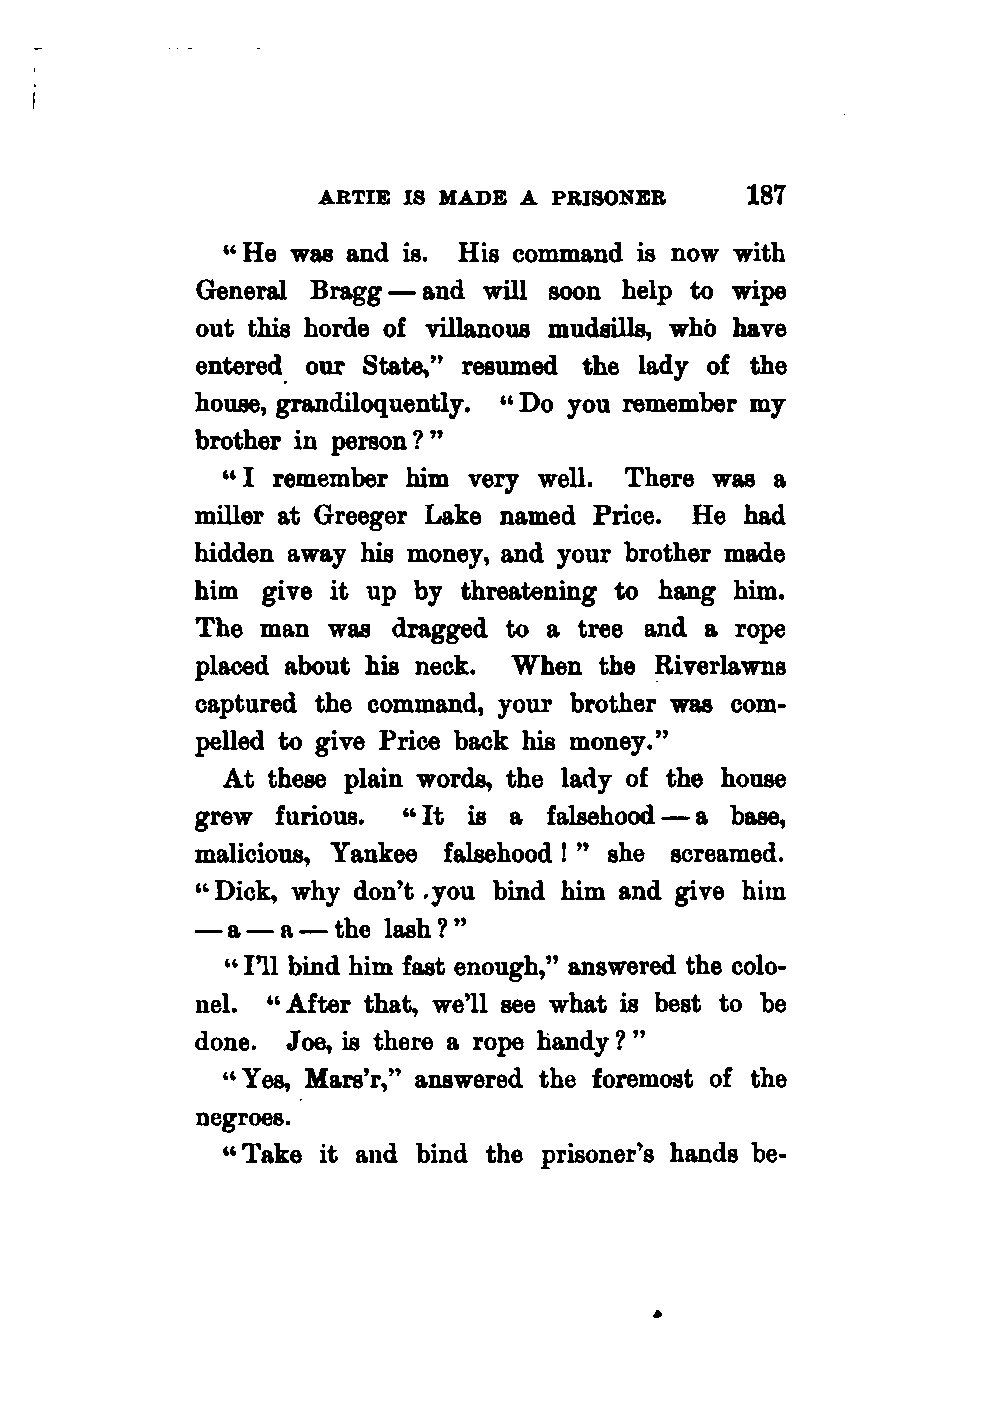 ARTIE IS MADE A PRISONER 187
“He was and is. His command is now with
General Bragg — and will soon help to wipe
out this horde of villanous mudsills, who have
entered our State,” resumed the lady of the
house, grandiloquently. “Do you remember my
brother in person?”
“I remember him very well. There was a
miller at Greeger Lake named Price. He had
hidden away his money, and your brother made
him give it up by threatening to hang him.
The man was dragged to a tree and a rope
placed about his neck. When the Riverlawns
captured the command, your brother was com-
pelled to give Price back his money.”
At these plain words, the lady of the house
grew furious. “It is a falsehood — a base,
malicious, Yankee falsehood!” she screamed.
“Dick, why don’t you bind him and give him
— a — a — the lash?”
“I’ll bind him fast enough,” answered the colo-
nel. “After that, we’ll see what is best to be
done. Joe, is there a rope handy?”
“Yes, Mars’r,” answered the foremost of the
negroes.
“Take it and bind the prisoner’s hands be-